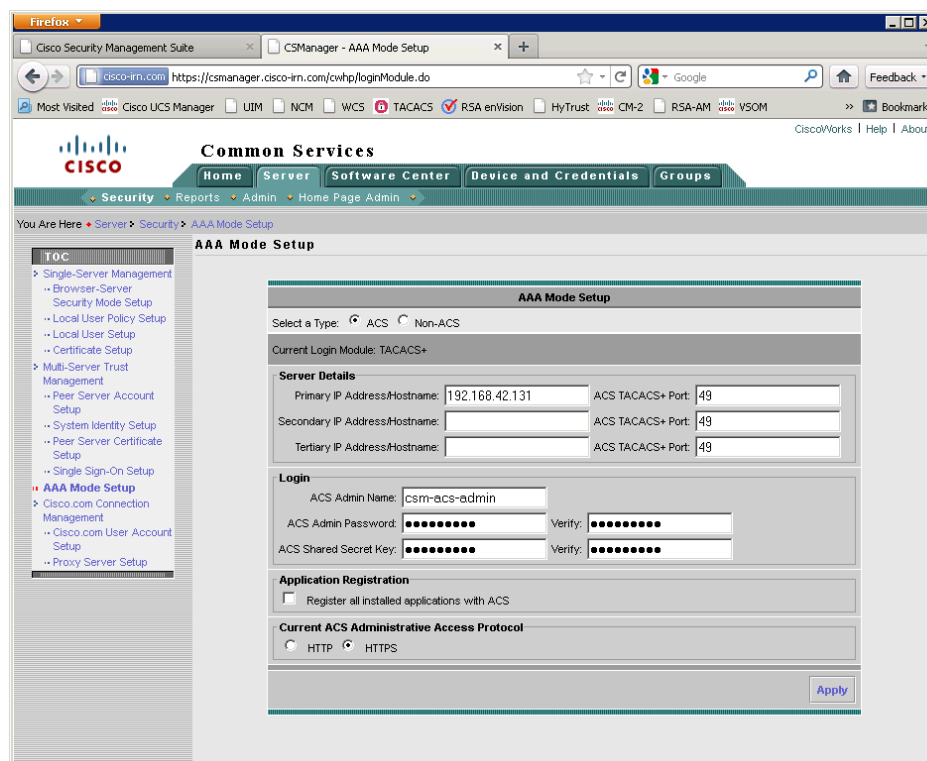 Firefox
Cisco Security Management Suite
CSManager - AAA Mode Setup
cisco-irn.com https://csmanager.cisco-irn.com/cwhp/loginModule.do
Google
Feedback
Most Visited Cisco UCS Manager UIM NCM WCS TACACS RSA enVision HyTrust CM-2 RSA-AM VSOM » Bookmark
CiscoWorks | Help | Abou
CISCO
Common Services
Home Server Software Center Device and Credentials Groups
Security Reports Admin Home Page Admin
You Are Here Server Security AAA Mode Setup
AAA Mode Setup
TOC
Single-Server Management
Browser-Server
Security Mode Setup
Local User Policy Setup
Local User Setup
Certificate Setup
Multi-Server Trust
Management
Peer Server Account
Setup
System Identity Setup
Peer Server Certificate
Setup
Single Sign-On Setup
AAA Mode Setup
Cisco.com Connection
Management
Cisco.com User Account
Setup
Proxy Server Setup
AAA Mode Setup
Select a Type: ACS Non-ACS
Current Login Module: TACACS+
Server Details
Primary IP Address/Hostname: 192.168.42.131 ACS TACACS+ Port: 49
Secondary IP Address/Hostname: ACS TACACS+ Port: 49
Tertiary IP Address/Hostname: ACS TACACS+ Port: 49
Login
ACS Admin Name: csm-acs-admin
ACS Admin Password: ●●●●●●●●● Verify: ●●●●●●●●●
ACS Shared Secret Key: ●●●●●●●●● Verify: ●●●●●●●●●
Application Registration
Register all installed applications with ACS
Current ACS Administrative Access Protocol
HTTP HTTPS
Apply